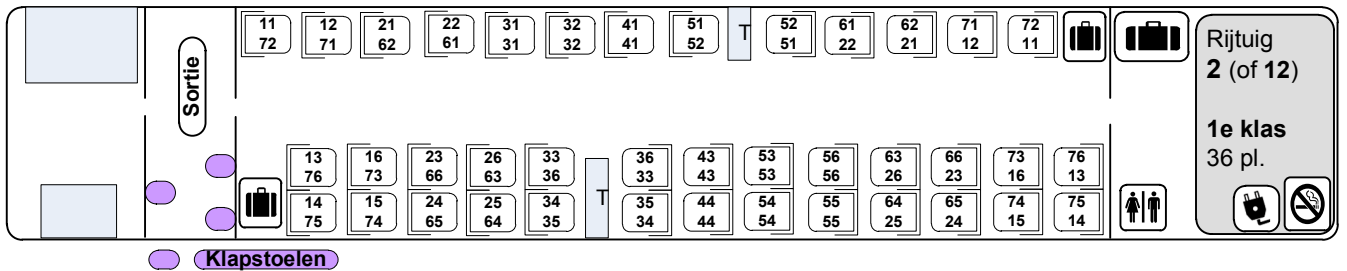 11 12 21 22 31 32 41 51 T 52 61 62 71 72
72 71 62 61 31 32 41 52 51 22 21 12 11
Sortie
13 16 23 26 33 36 43 53 56 63 66 73 76
76 73 66 63 36 33 43 53 56 26 23 16 13
T
14 15 24 25 34 35 44 54 55 64 65 74 75
75 74 65 64 35 34 44 54 55 25 24 15 14
Klapstoelen
Rijtuig
2 (of 12)
1e klas
36 pl.